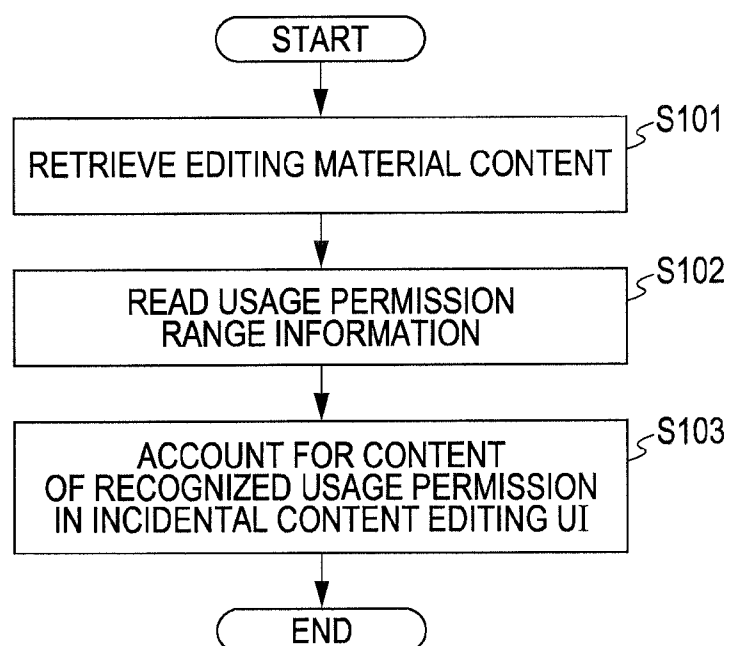 START
S101
RETRIEVE EDITING MATERIAL CONTENT
S102
READ USAGE PERMISSION
RANGE INFORMATION
S103
ACCOUNT FOR CONTENT
OF RECOGNIZED USAGE PERMISSION
IN INCIDENTAL CONTENT EDITING UI
END